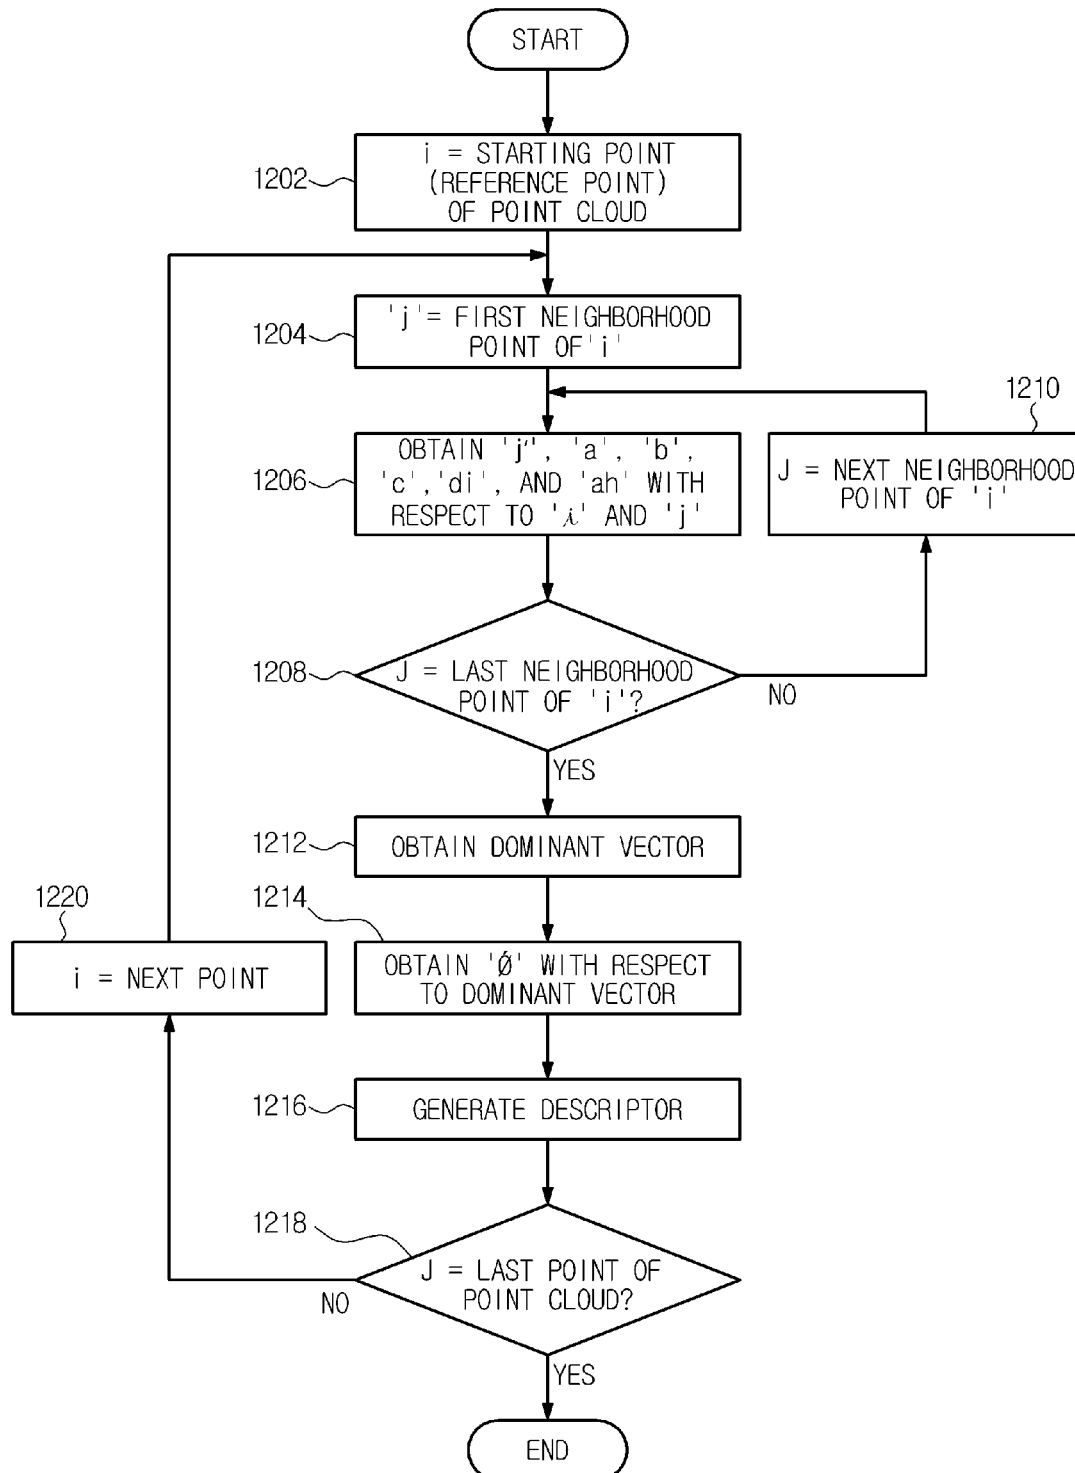 START
1202
i = STARTING POINT
(REFERENCE POINT)
OF POINT CLOUD
1204
'j'= FIRST NEIGHBORHOOD
POINT OF'i'
1210
J = NEXT NEIGHBORHOOD
POINT OF 'i'
1206
OBTAIN 'j'', 'a', 'b',
'c','di', AND 'ah' WITH
RESPECT TO 'i' AND 'j'
1208
J = LAST NEIGHBORHOOD
POINT OF 'i'?
NO
YES
1212
OBTAIN DOMINANT VECTOR
1214
OBTAIN 'Ǿ' WITH RESPECT
TO DOMINANT VECTOR
1220
i = NEXT POINT
1216
GENERATE DESCRIPTOR
1218
J = LAST POINT OF
POINT CLOUD?
NO
YES
END